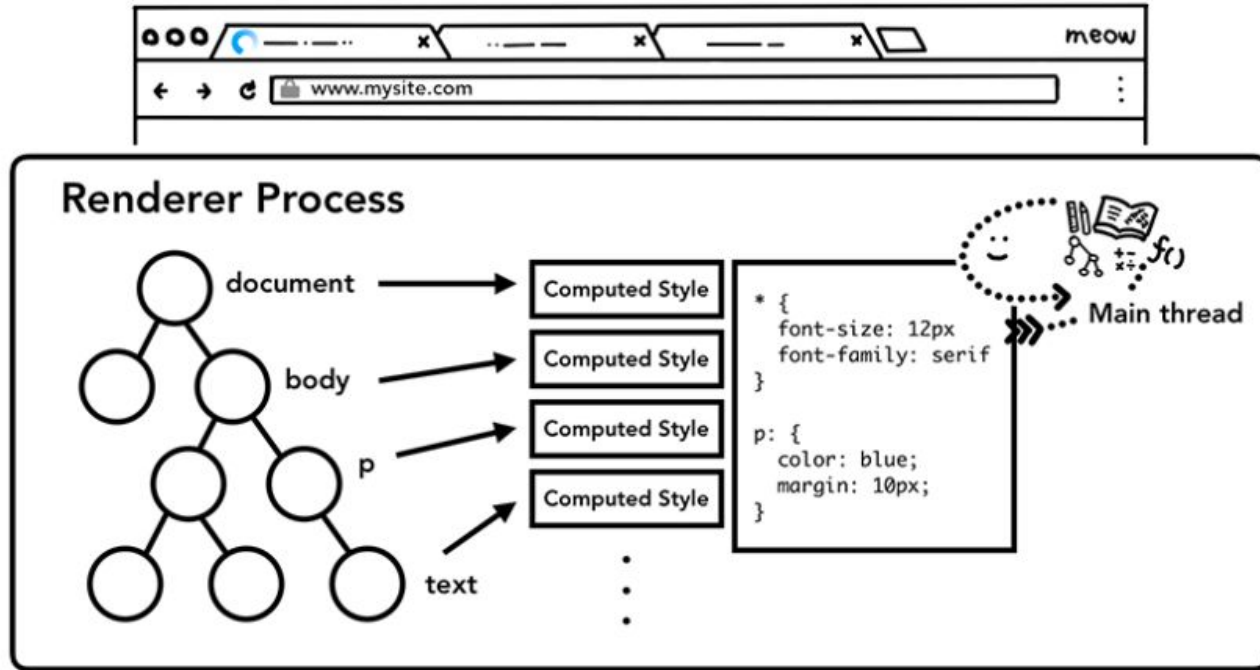 meow
www.mysite.com
Renderer Process
document
body
p
text
Computed Style
Computed Style
Computed Style
Computed Style
* {
font-size: 12px
font-family: serif
}
p: {
color: blue;
margin: 10px;
}
f()
Main thread